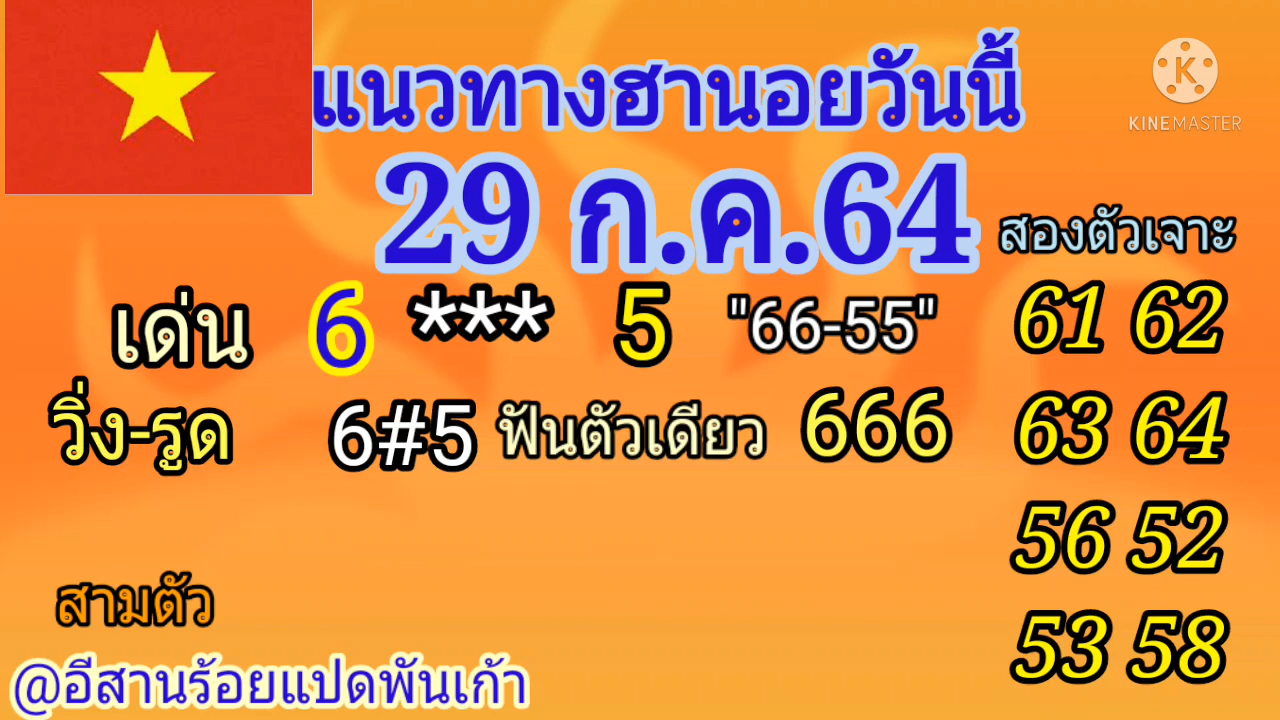 แนวทางฮานอยวันนี้
KINEMASTER
29 ก.ค.64
สองตัวเจาะ
เด่น 6 *** 5 "66-55"
61 62
วิ่ง-รูด 6#5 ฟันตัวเดียว 666
63 64
56 52
สามตัว
53 58
@อีสานร้อยแปดพันเก้า